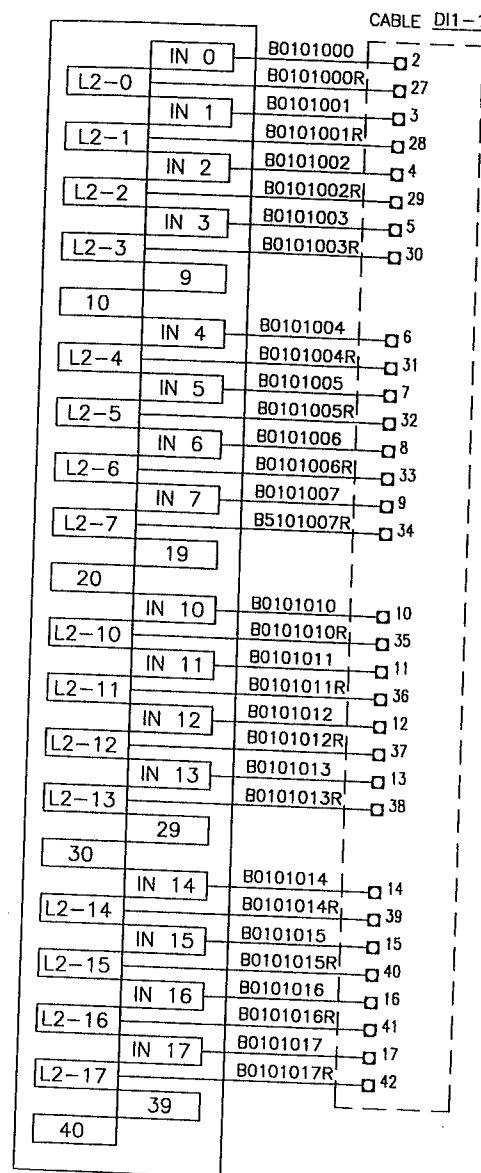 CABLE DI1-1
IN 0 B0101000 2
L2-0 B0101000R 27
IN 1 B0101001 3
L2-1 B0101001R 28
IN 2 B0101002 4
L2-2 B0101002R 29
IN 3 B0101003 5
L2-3 B0101003R 30
9
10
IN 4 B0101004 6
L2-4 B0101004R 31
IN 5 B0101005 7
L2-5 B0101005R 32
IN 6 B0101006 8
L2-6 B0101006R 33
IN 7 B0101007 9
L2-7 B5101007R 34
19
20
IN 10 B0101010 10
L2-10 B0101010R 35
IN 11 B0101011 11
L2-11 B0101011R 36
IN 12 B0101012 12
L2-12 B0101012R 37
IN 13 B0101013 13
L2-13 B0101013R 38
29
30
IN 14 B0101014 14
L2-14 B0101014R 39
IN 15 B0101015 15
L2-15 B0101015R 40
IN 16 B0101016 16
L2-16 B0101016R 41
IN 17 B0101017 17
L2-17 B0101017R 42
39
40